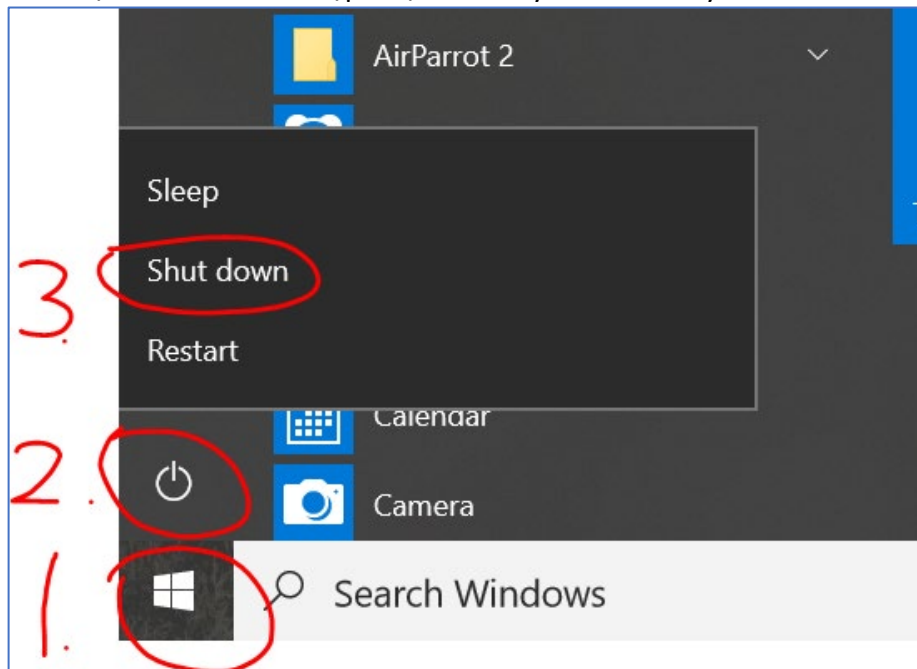 AirParrot 2
Sleep
3. Shut down
Restart
Calendar
2.
Camera
1. Search Windows